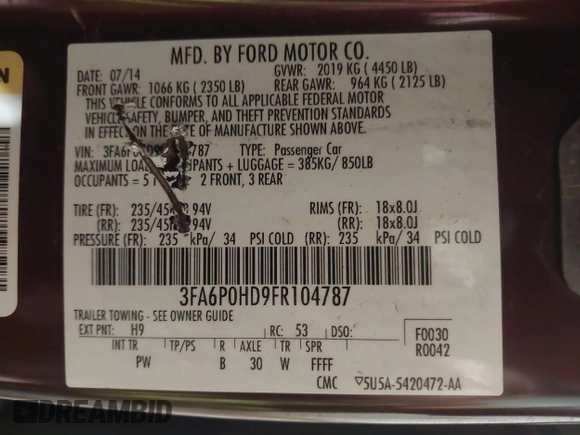 MFD. BY FORD MOTOR CO.
DATE: 07/14 GVWR: 2019 KG ( 4450 LB)
FRONT GAWR: 1066 KG ( 2350 LB) REAR GAWR: 964 KG ( 2125 LB)
THIS VEHICLE CONFORMS TO ALL APPLICABLE FEDERAL MOTOR
VEHICLE SAFETY, BUMPER, AND THEFT PREVENTION STANDARDS
IN EFFECT ON THE DATE OF MANUFACTURE SHOWN ABOVE.
VIN: 787 TYPE: Passenger Car
MAXIMUM + LUGGAGE = 385KG/ 850LB
OCCUPANTS = 5 2 FRONT, 3 REAR
TIRE (FR): 94V RIMS (FR): 18x8.0J
(RR): 94V (RR): 18x8.0J
PRESSURE (FR): 235 kPa/ 34 PSI COLD (RR): 235 kPa/ 34 PSI COLD
3FA6P0HD9FR104787
TRAILER TOWING - SEE OWNER GUIDE
EXT PNT: H9 RC: 53 DSO: F0030
R0042
INT TR TP/PS R AXLE TR SPR
PW B 30 W FFFF
CMC ▽5U5A-5420472-AA
DREAMBID